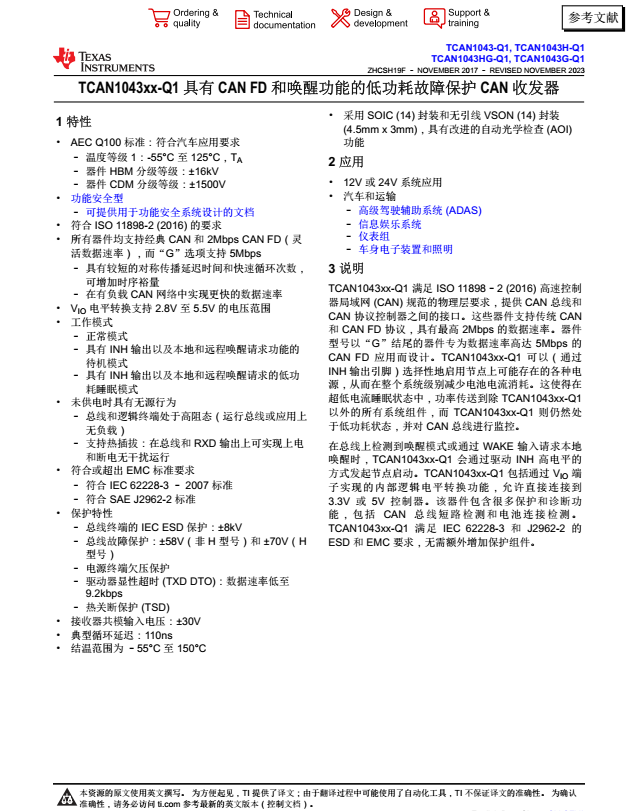 Ordering &
quality
Technical
documentation
Design &
development
Support &
training
参考文献
TEXAS
INSTRUMENTS
TCAN1043-Q1, TCAN1043H-Q1
TCAN1043HG-Q1, TCAN1043G-Q1
ZHCSH19F – NOVEMBER 2017 – REVISED NOVEMBER 2023
TCAN1043xx-Q1 具有 CAN FD 和唤醒功能的低功耗故障保护 CAN 收发器
1 特性
• AEC Q100 标准：符合汽车应用要求
– 温度等级 1：-55°C 至 125°C，TA
– 器件 HBM 分级等级：±16kV
– 器件 CDM 分级等级：±1500V
• 功能安全型
– 可提供用于功能安全系统设计的文档
• 符合 ISO 11898-2 (2016) 的要求
• 所有器件均支持经典 CAN 和 2Mbps CAN FD（灵
活数据速率），而“G”选项支持 5Mbps
– 具有较短的对称传播延迟时间和快速循环次数，
可增加时序裕量
– 在有负载 CAN 网络中实现更快的数据速率
• VIO 电平转换支持 2.8V 至 5.5V 的电压范围
• 工作模式
– 正常模式
– 具有 INH 输出以及本地和远程唤醒请求功能的
待机模式
– 具有 INH 输出以及本地和远程唤醒请求的低功
耗睡眠模式
• 未供电时具有无源行为
– 总线和逻辑终端处于高阻态（运行总线或应用上
无负载）
– 支持热插拔：在总线和 RXD 输出上可实现上电
和断电无干扰运行
• 符合或超出 EMC 标准要求
– 符合 IEC 62228-3 – 2007 标准
– 符合 SAE J2962-2 标准
• 保护特性
– 总线终端的 IEC ESD 保护：±8kV
– 总线故障保护：±58V（非 H 型号）和 ±70V（H
型号）
– 电源终端欠压保护
– 驱动器显性超时 (TXD DTO)：数据速率低至
9.2kbps
– 热关断保护 (TSD)
• 接收器共模输入电压：±30V
• 典型循环延迟：110ns
• 结温范围为 – 55°C 至 150°C
• 采用 SOIC (14) 封装和无引线 VSON (14) 封装
(4.5mm x 3mm)，具有改进的自动光学检查 (AOI)
功能
2 应用
• 12V 或 24V 系统应用
• 汽车和运输
– 高级驾驶辅助系统 (ADAS)
– 信息娱乐系统
– 仪表组
– 车身电子装置和照明
3 说明
TCAN1043xx-Q1 满足 ISO 11898 – 2 (2016) 高速控制
器局域网 (CAN) 规范的物理层要求，提供 CAN 总线和
CAN 协议控制器之间的接口。这些器件支持传统 CAN
和 CAN FD 协议，具有最高 2Mbps 的数据速率。器件
型号以“G”结尾的器件专为数据速率高达 5Mbps 的
CAN FD 应用而设计。TCAN1043xx-Q1 可以（通过
INH 输出引脚）选择性地启用节点上可能存在的各种电
源，从而在整个系统级别减少电池电流消耗。这使得在
超低电流睡眠状态中，功率传送到除 TCAN1043xx-Q1
以外的所有系统组件，而 TCAN1043xx-Q1 则仍然处
于低功耗状态，并对 CAN 总线进行监控。
在总线上检测到唤醒模式或通过 WAKE 输入请求本地
唤醒时，TCAN1043xx-Q1 会通过驱动 INH 高电平的
方式发起节点启动。TCAN1043xx-Q1 包括通过 VIO 端
子实现的内部逻辑电平转换功能，允许直接连接到
3.3V 或 5V 控制器。该器件包含很多保护和诊断功
能，包括 CAN 总线短路检测和电池连接检测。
TCAN1043xx-Q1 满足 IEC 62228-3 和 J2962-2 的
ESD 和 EMC 要求，无需额外增加保护组件。
本资源的原文使用英文撰写。 为方便起见，TI 提供了译文；由于翻译过程中可能使用了自动化工具，TI 不保证译文的准确性。 为确认
准确性，请务必访问 ti.com 参考最新的英文版本（控制文档）。